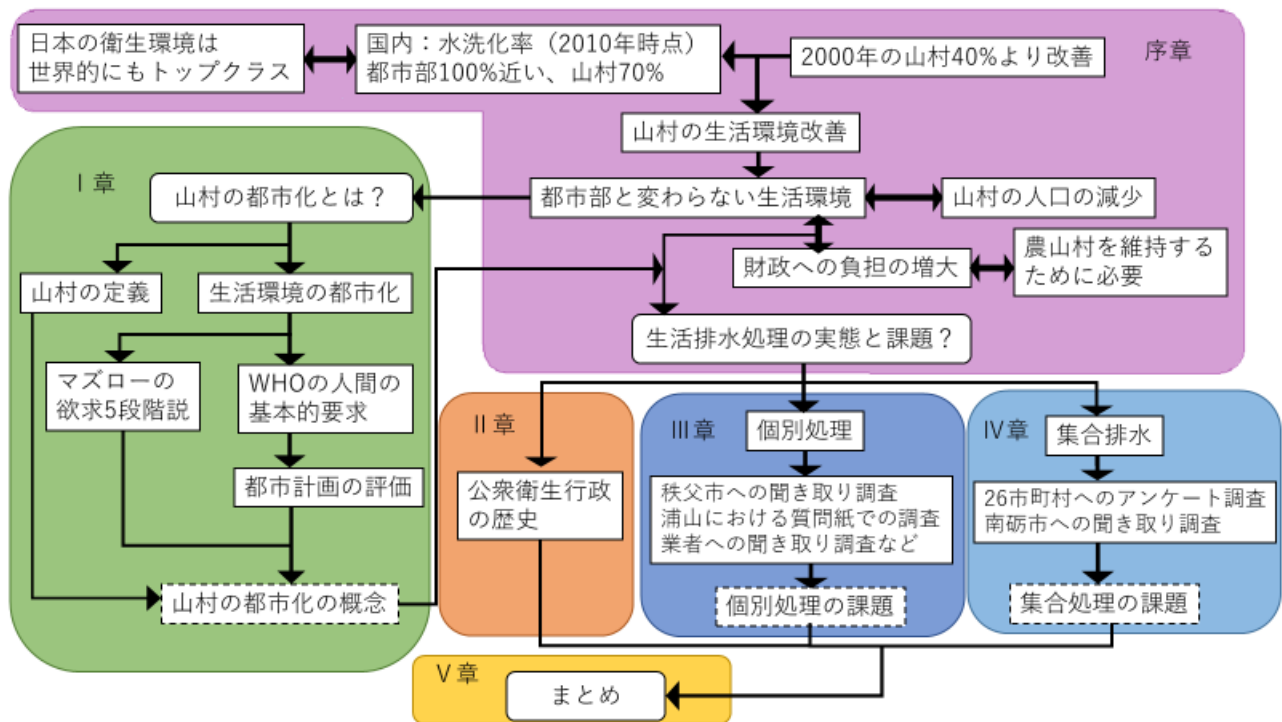 日本の衛生環境は
世界的にもトップクラス
国内：水洗化率（2010年時点）
都市部100%近い、山村70%
2000年の山村40%より改善
序章
山村の生活環境改善
都市部と変わらない生活環境
山村の人口の減少
財政への負担の増大
農山村を維持する
ために必要
生活排水処理の実態と課題？
Ⅰ章
山村の都市化とは？
山村の定義
生活環境の都市化
マズローの
欲求5段階説
WHOの人間の
基本的要求
都市計画の評価
山村の都市化の概念
Ⅱ章
公衆衛生行政
の歴史
Ⅲ章
個別処理
秩父市への聞き取り調査
浦山における質問紙での調査
業者への聞き取り調査など
個別処理の課題
Ⅳ章
集合排水
26市町村へのアンケート調査
南砺市への聞き取り調査
集合処理の課題
Ⅴ章
まとめ